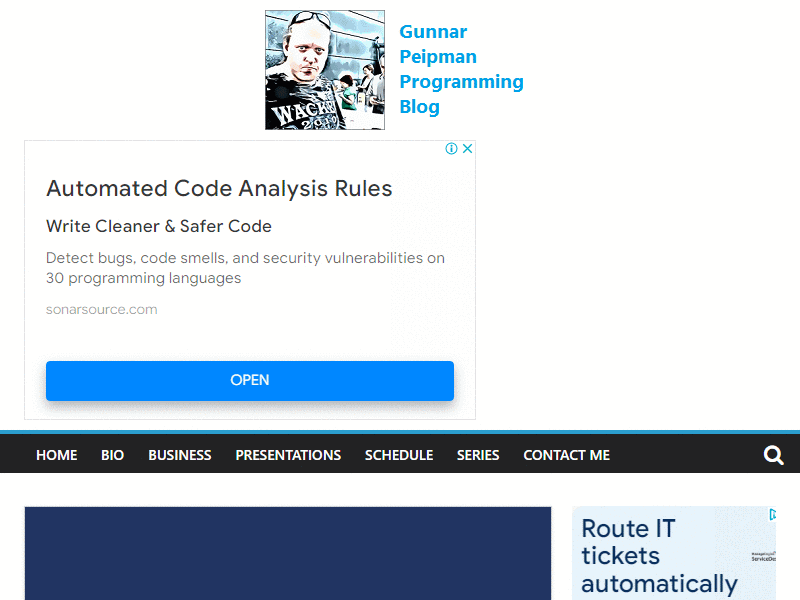 Gunnar
Peipman
Programming
Blog
WACK
Automated Code Analysis Rules
Write Cleaner & Safer Code
Detect bugs, code smells, and security vulnerabilities on
30 programming languages
sonarsource.com
OPEN
HOME BIO BUSINESS PRESENTATIONS SCHEDULE SERIES CONTACT ME
Route IT
tickets
automatically